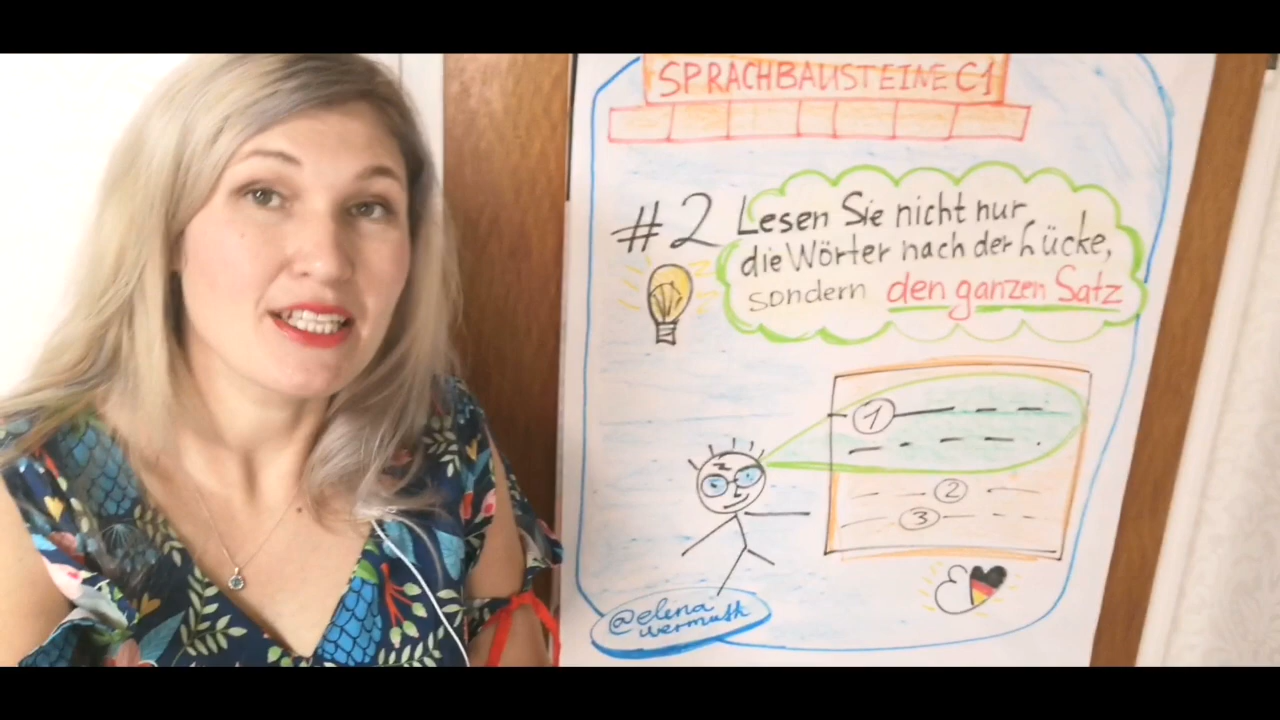 SPRACHBAUSTEINE C1
#2 Lesen Sie nicht nur
die Wörter nach der Lücke,
sondern den ganzen Satz
1
2
3
@elena
wermuth